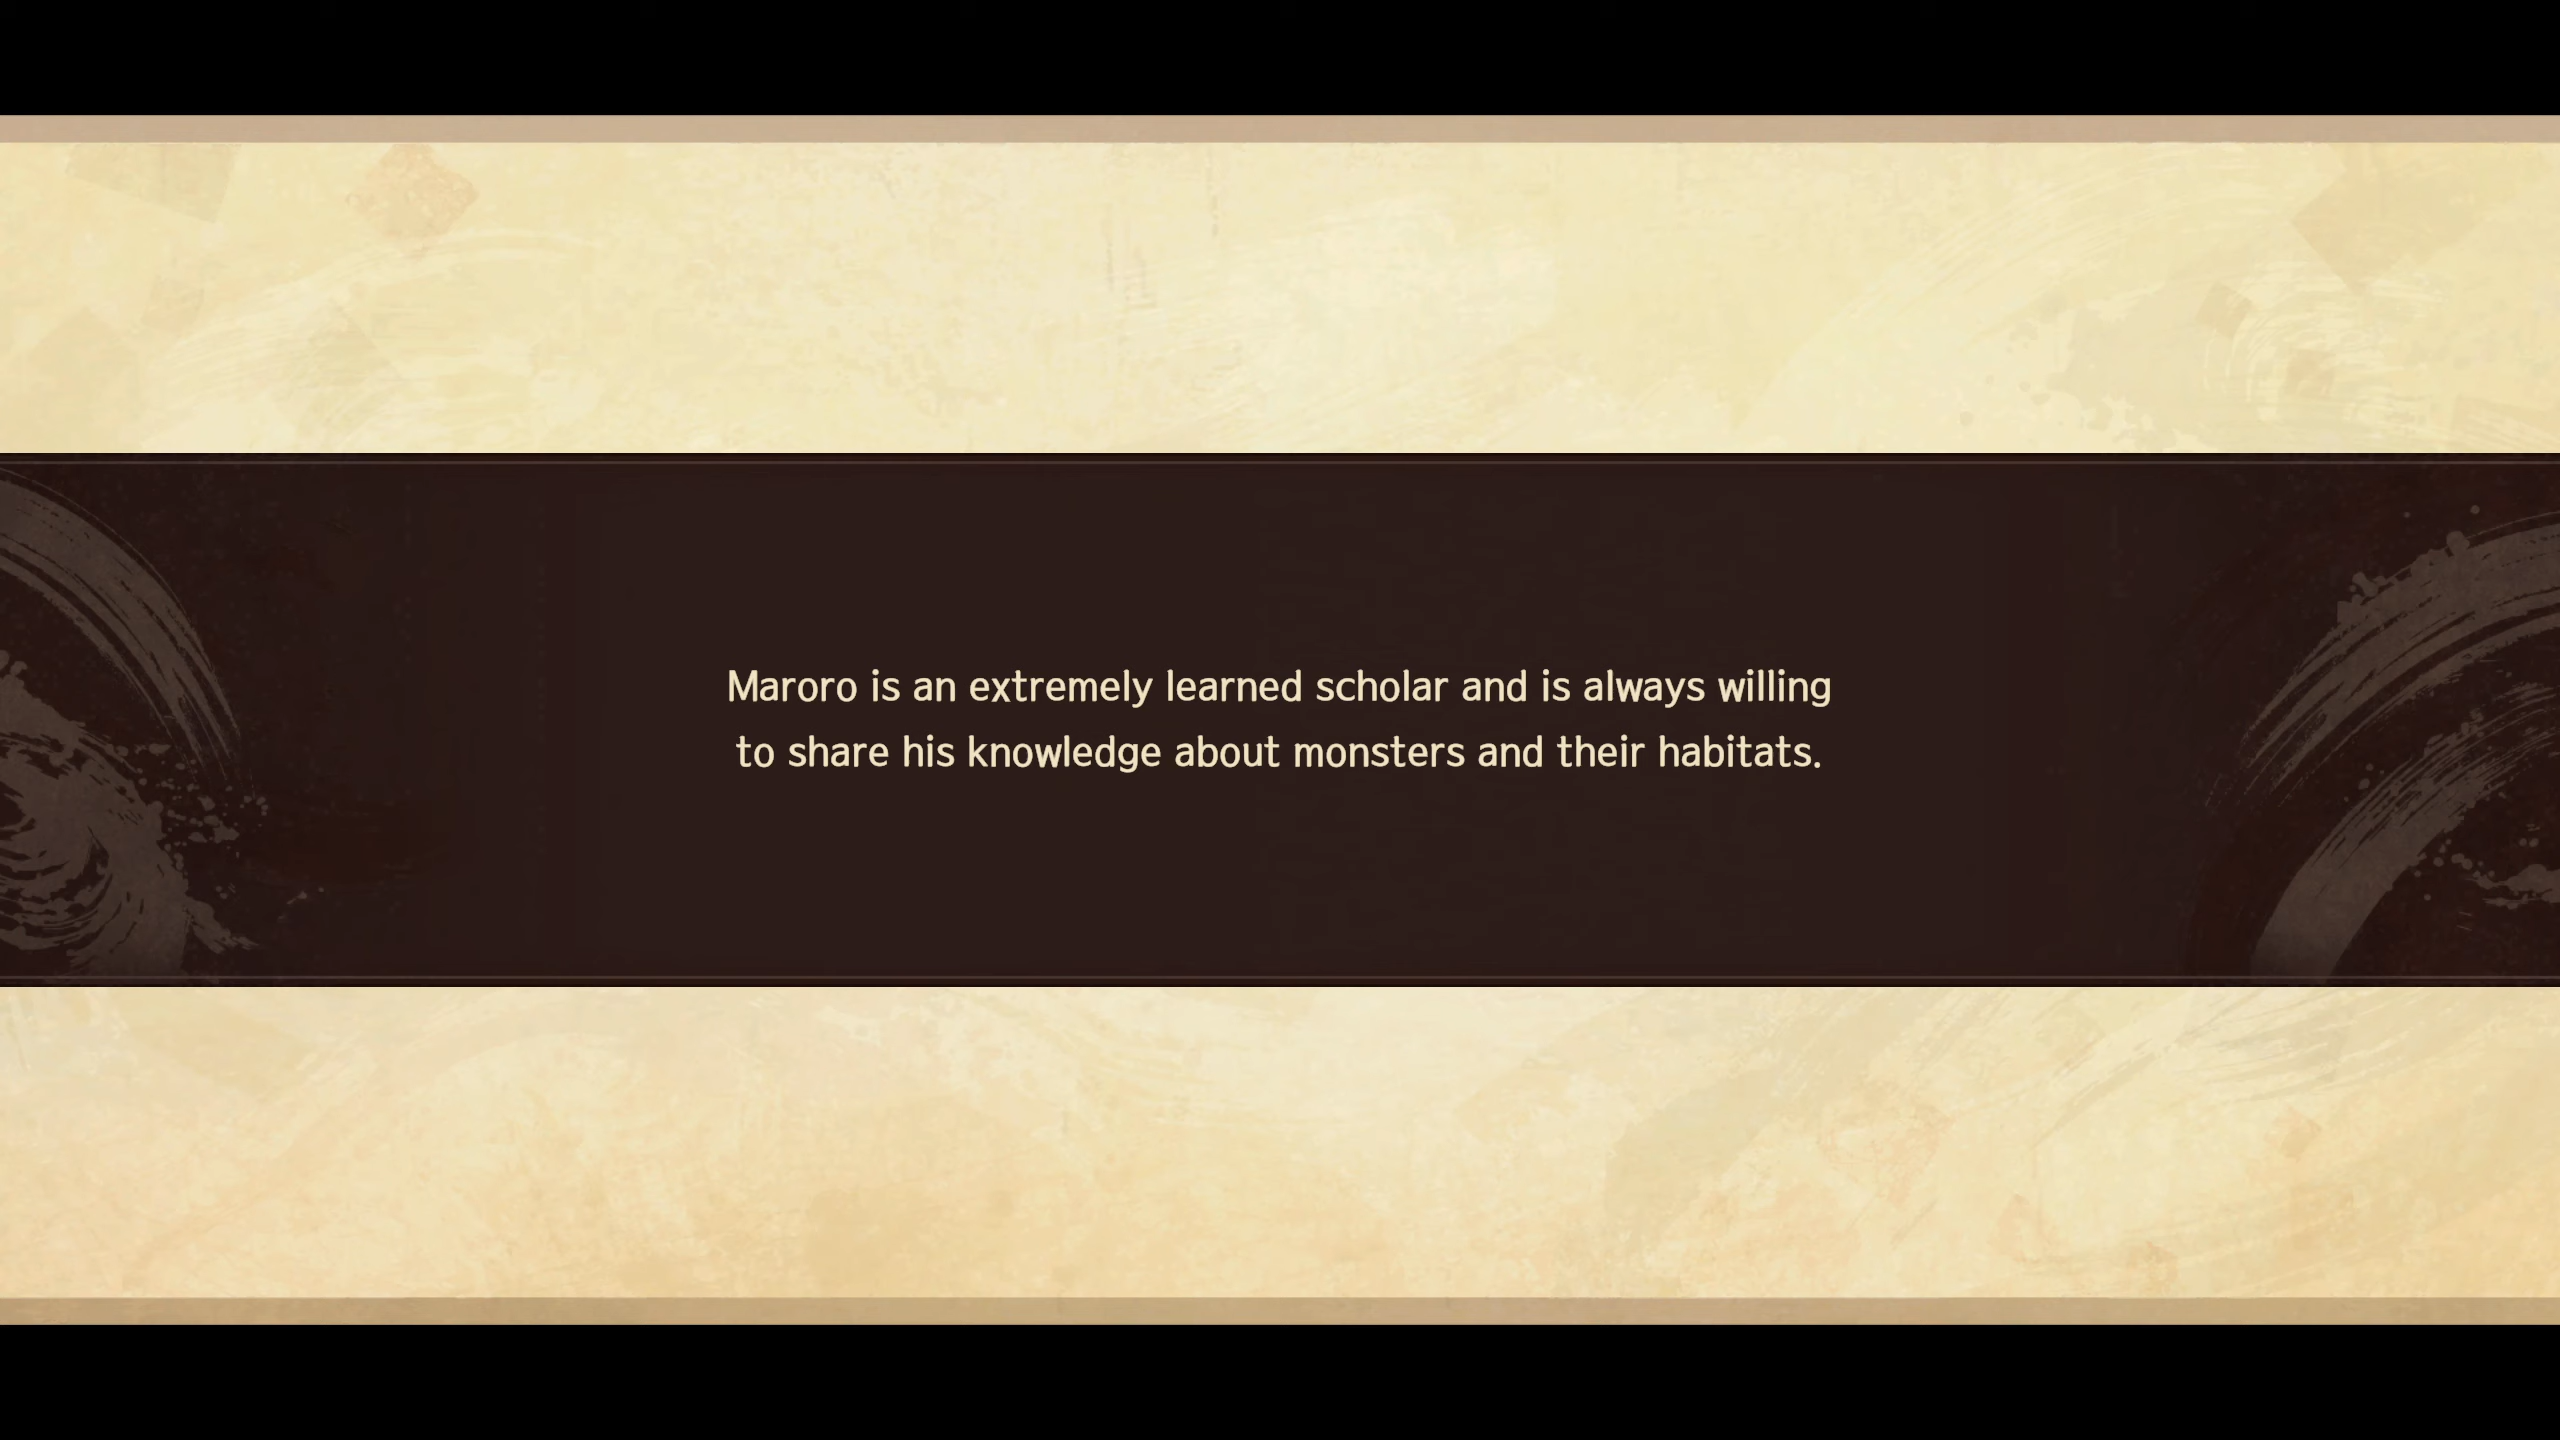 Maroro is an extremely learned scholar and is always willing
to share his knowledge about monsters and their habitats.